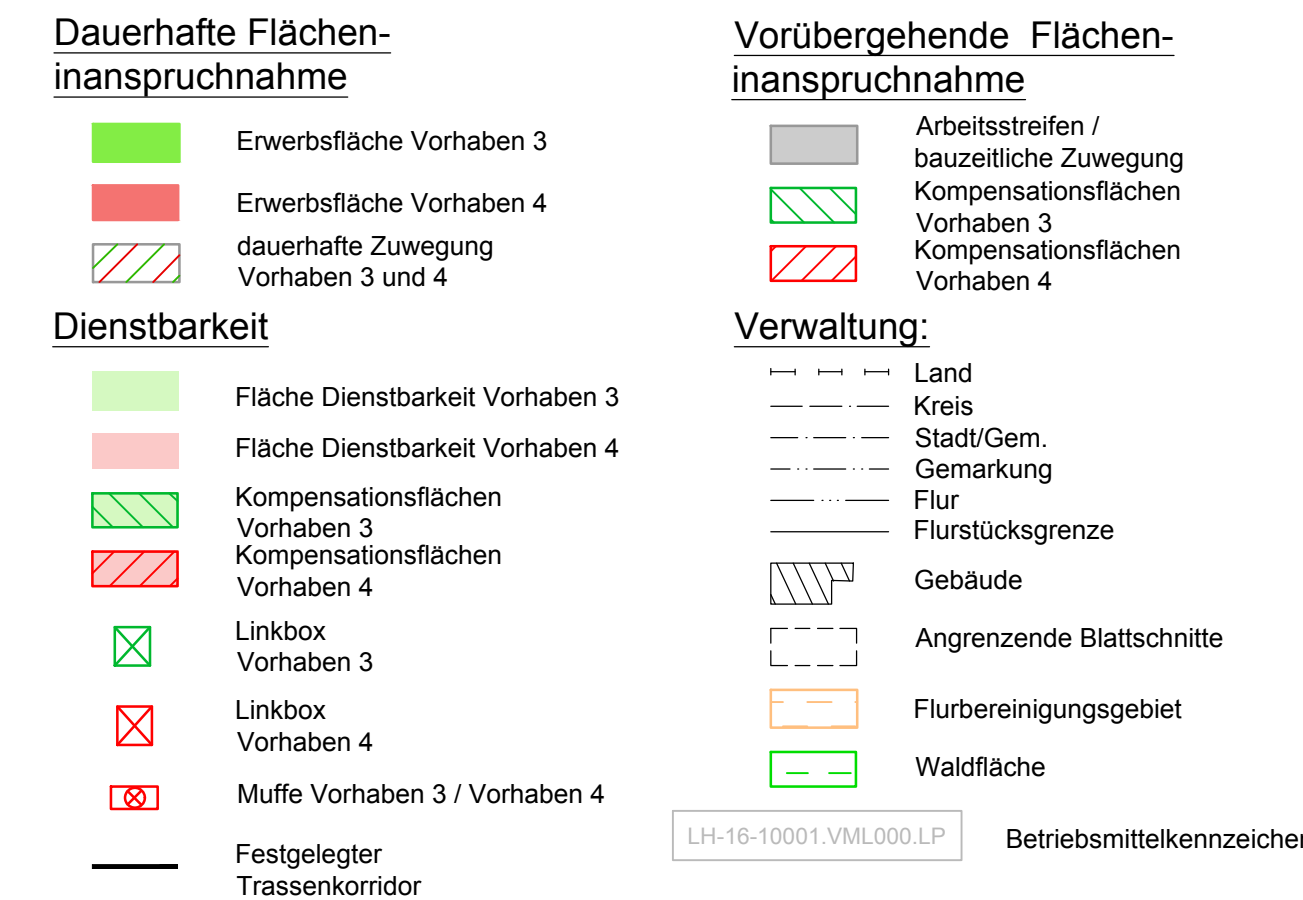 Dauerhafte Flächen-
inanspruchnahme
Erwerbsfläche Vorhaben 3
Erwerbsfläche Vorhaben 4
dauerhafte Zuwegung
Vorhaben 3 und 4
Dienstbarkeit
Fläche Dienstbarkeit Vorhaben 3
Fläche Dienstbarkeit Vorhaben 4
Kompensationsflächen
Vorhaben 3
Kompensationsflächen
Vorhaben 4
Linkbox
Vorhaben 3
Linkbox
Vorhaben 4
Muffe Vorhaben 3 / Vorhaben 4
Festgelegter
Trassenkorridor
Vorübergehende Flächen-
inanspruchnahme
Arbeitsstreifen /
bauzeitliche Zuwegung
Kompensationsflächen
Vorhaben 3
Kompensationsflächen
Vorhaben 4
Verwaltung:
Land
Kreis
Stadt/Gem.
Gemarkung
Flur
Flurstücksgrenze
Gebäude
Angrenzende Blattschnitte
Flurbereinigungsgebiet
Waldfläche
LH-16-10001.VML000.LP
Betriebsmittelkennzeichen